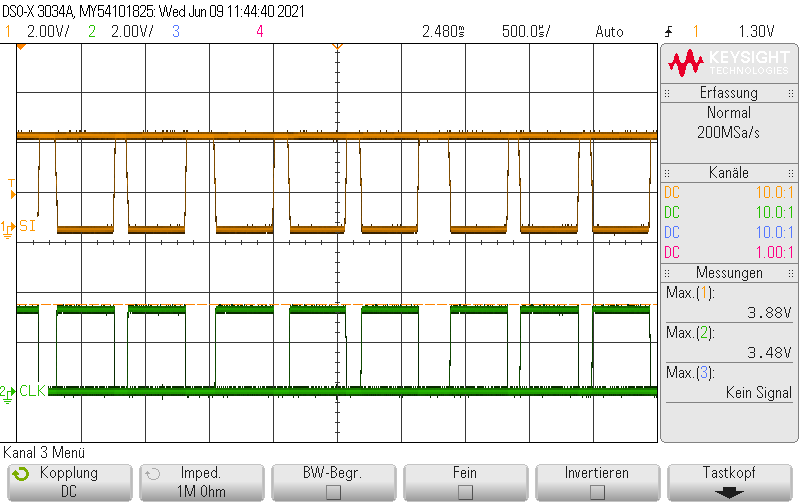 DSO-X 3034A, MY54101825: Wed Jun 09 11:44:40 2021
1 2.00V/ 2 2.00V/ 3 4 2.480s 500.0s/ Auto 1 1.30V
KEYSIGHT
TECHNOLOGIES
Erfassung
Normal
200MSa/s
Kanäle
DC 10.0:1
DC 10.0:1
DC 10.0:1
DC 1.00:1
Messungen
Max.(1):
3.88V
Max.(2):
3.48V
Max.(3):
Kein Signal
T
1 SI
2 CLK
Kanal 3 Menü
Kopplung
DC
Imped.
1M Ohm
BW-Begr.
Fein
Invertieren
Tastkopf